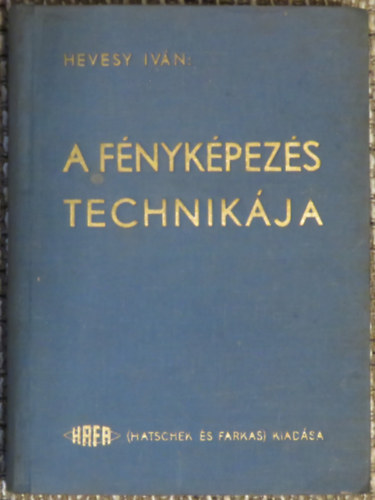 HEVESY IVÁN:
A FÉNYKÉPEZÉS
TECHNIKÁJA
HAFA (HATSCHEK ÉS FARKAS) KIADÁSA